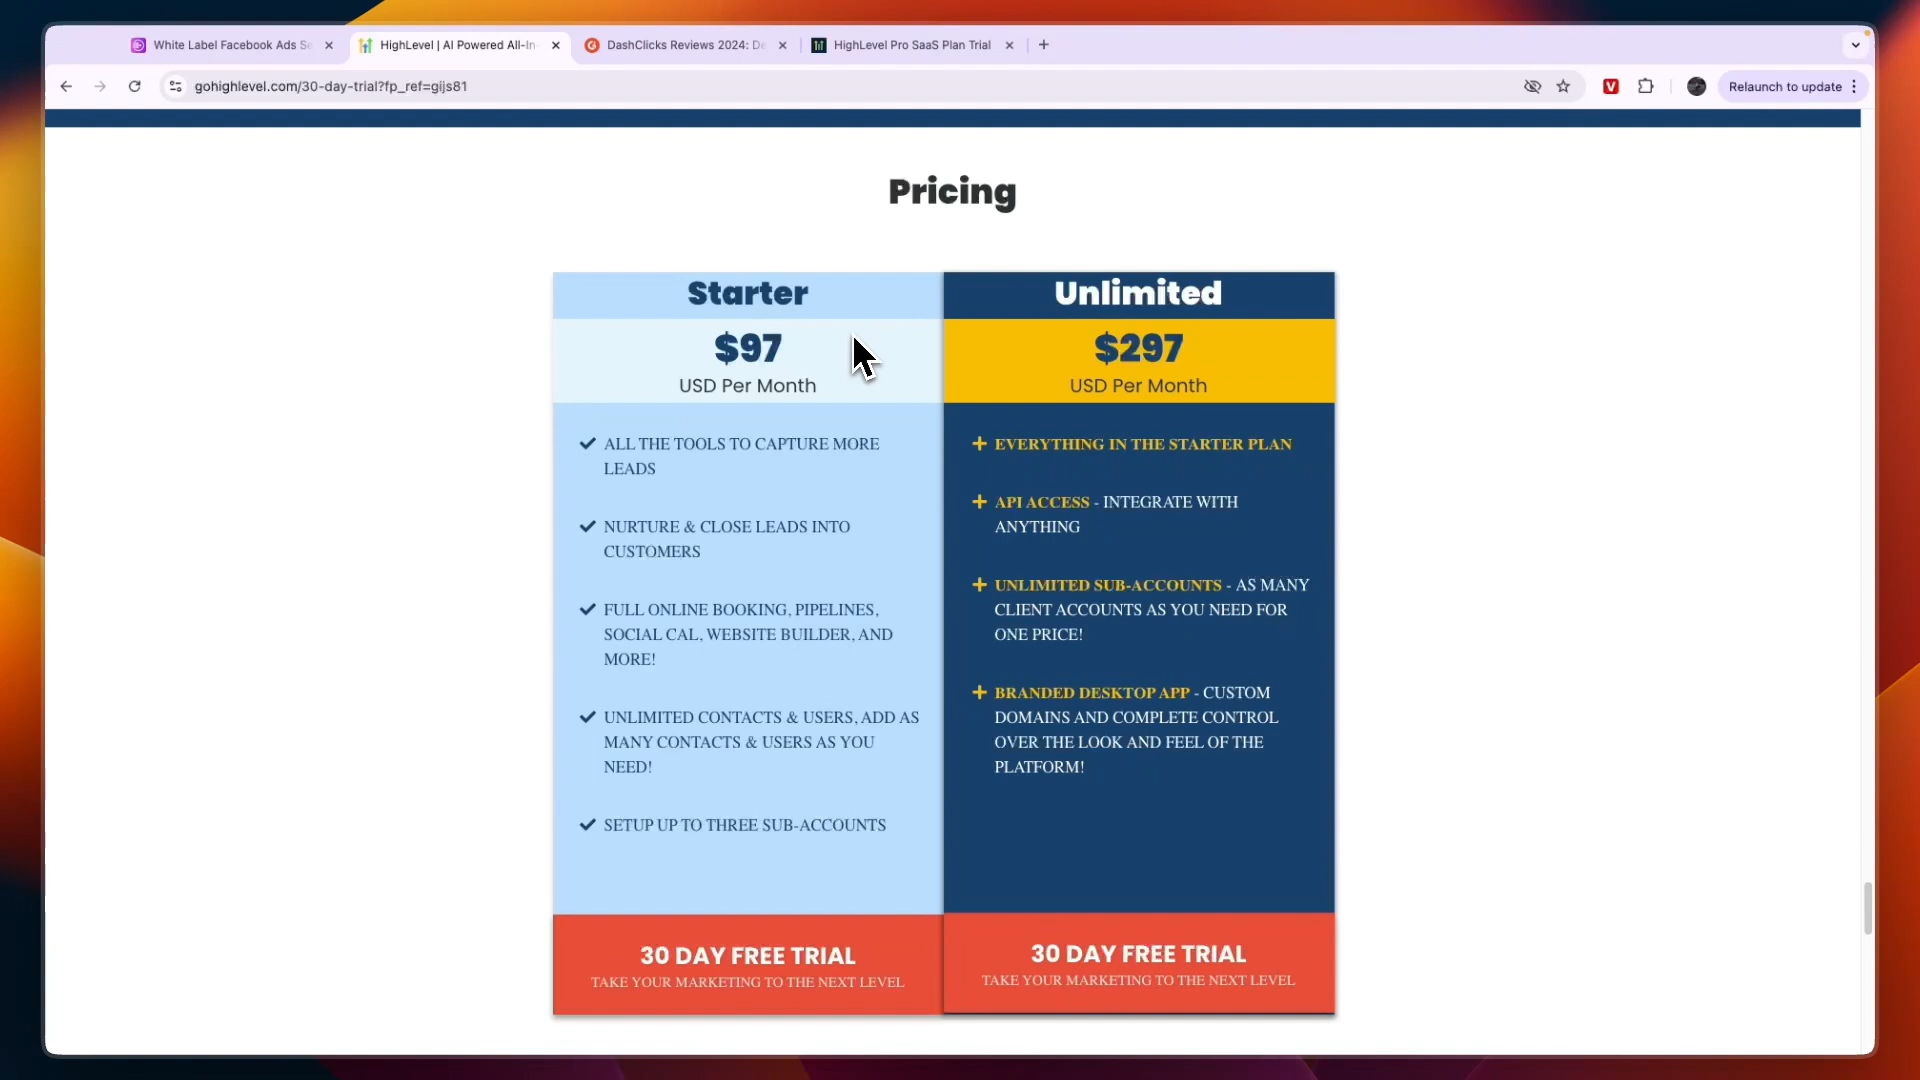 White Label Facebook Ads Se
HighLevel | AI Powered All-In-
DashClicks Reviews 2024: De
HighLevel Pro SaaS Plan Trial
gohighlevel.com/30-day-trial?fp_ref=gijs81
Relaunch to update
Pricing
Starter
$97
USD Per Month
ALL THE TOOLS TO CAPTURE MORE
LEADS
NURTURE & CLOSE LEADS INTO
CUSTOMERS
FULL ONLINE BOOKING, PIPELINES,
SOCIAL CAL, WEBSITE BUILDER, AND
MORE!
UNLIMITED CONTACTS & USERS, ADD AS
MANY CONTACTS & USERS AS YOU
NEED!
SETUP UP TO THREE SUB-ACCOUNTS
30 DAY FREE TRIAL
TAKE YOUR MARKETING TO THE NEXT LEVEL
Unlimited
$297
USD Per Month
EVERYTHING IN THE STARTER PLAN
API ACCESS - INTEGRATE WITH
ANYTHING
UNLIMITED SUB-ACCOUNTS - AS MANY
CLIENT ACCOUNTS AS YOU NEED FOR
ONE PRICE!
BRANDED DESKTOP APP - CUSTOM
DOMAINS AND COMPLETE CONTROL
OVER THE LOOK AND FEEL OF THE
PLATFORM!
30 DAY FREE TRIAL
TAKE YOUR MARKETING TO THE NEXT LEVEL